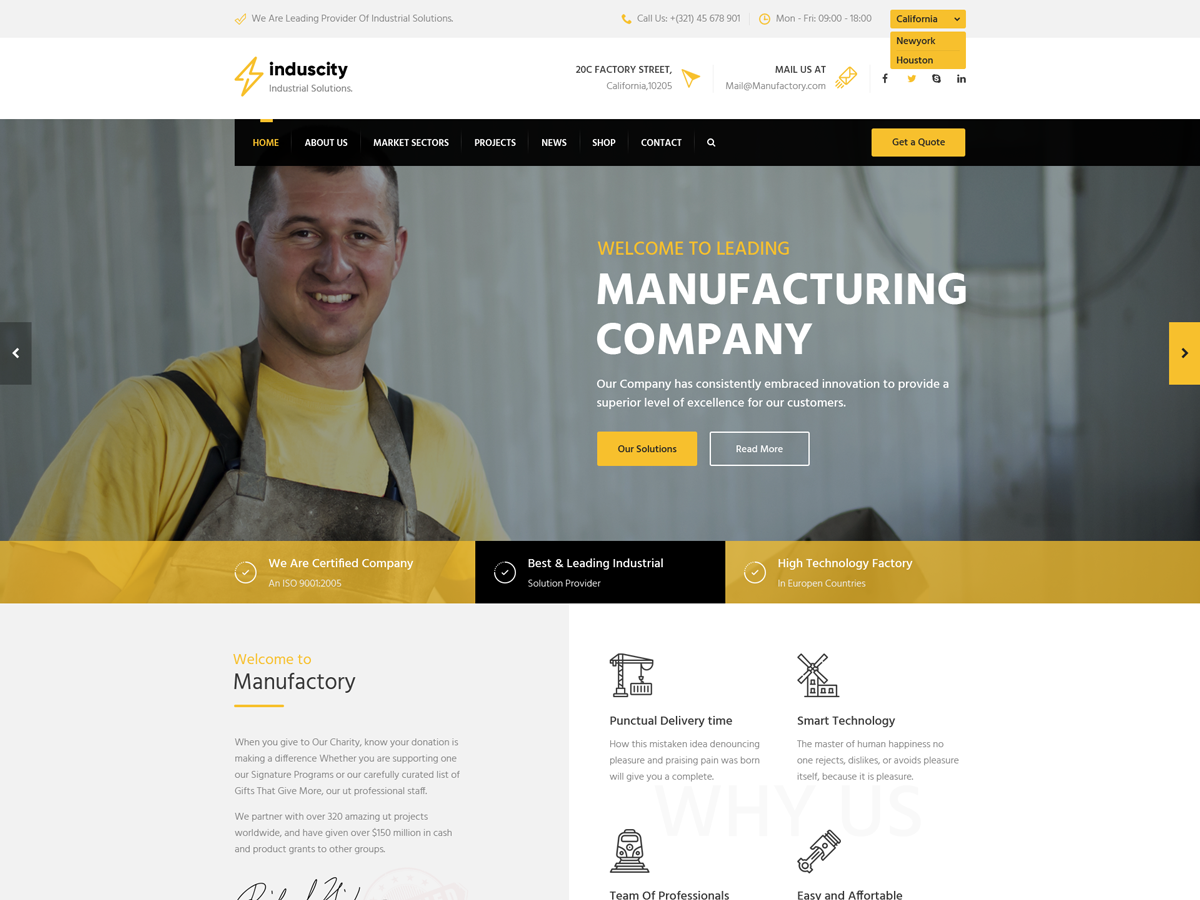 We Are Leading Provider Of Industrial Solutions.
Call Us: +(321) 45 678 901
Mon - Fri: 09:00 - 18:00
California
Newyork
Houston
induscity
Industrial Solutions.
20C FACTORY STREET,
California,10205
MAIL US AT
Mail@Manufactory.com
HOME
ABOUT US
MARKET SECTORS
PROJECTS
NEWS
SHOP
CONTACT
Get a Quote
WELCOME TO LEADING
MANUFACTURING
COMPANY
Our Company has consistently embraced innovation to provide a
superior level of excellence for our customers.
Our Solutions
Read More
We Are Certified Company
An ISO 9001:2005
Best & Leading Industrial
Solution Provider
High Technology Factory
In Europen Countries
Welcome to
Manufactory
When you give to Our Charity, know your donation is
making a difference Whether you are supporting one
our Signature Programs or our carefully curated list of
Gifts That Give More, our ut professional staff.
We partner with over 320 amazing ut projects
worldwide, and have given over $150 million in cash
and product grants to other groups.
Punctual Delivery time
How this mistaken idea denouncing
pleasure and praising pain was born
will give you a complete.
Smart Technology
The master of human happiness no
one rejects, dislikes, or avoids pleasure
itself, because it is pleasure.
WHY US
Team Of Professionals
Easy and Affortable